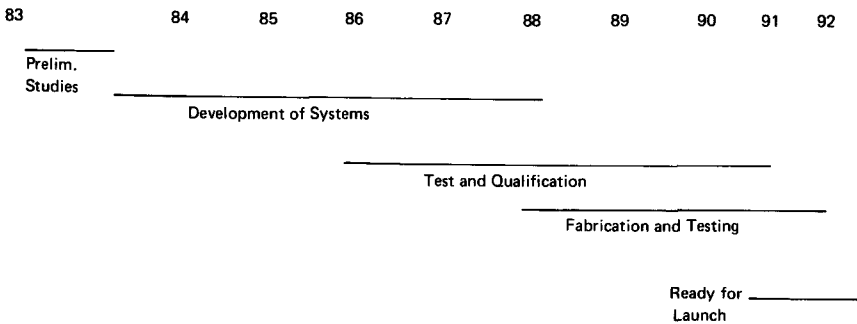 83 84 85 86 87 88 89 90 91 92
Prelim.
Studies
Development of Systems
Test and Qualification
Fabrication and Testing
Ready for
Launch